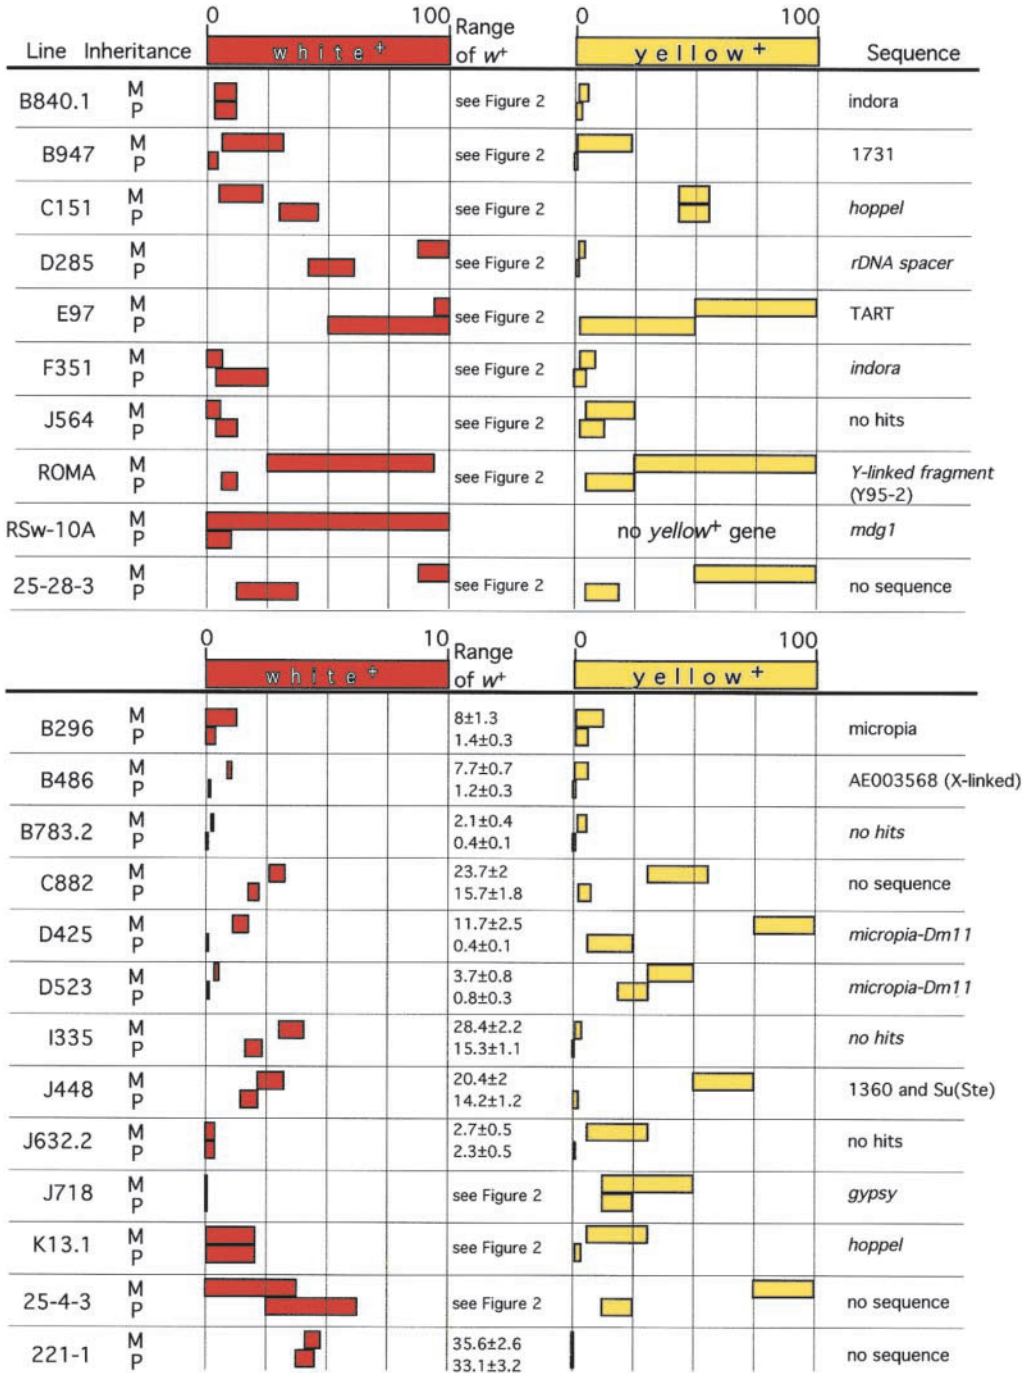 0 100 Range 0 100
Line Inheritance white+ of w+ yellow+ Sequence
B840.1 M P see Figure 2 indora
B947 M P see Figure 2 1731
C151 M P see Figure 2 hoppel
D285 M P see Figure 2 rDNA spacer
E97 M P see Figure 2 TART
F351 M P see Figure 2 indora
J564 M P see Figure 2 no hits
ROMA M P see Figure 2 Y-linked fragment (Y95-2)
RSw-10A M P no yellow+ gene mdg1
25-28-3 M P see Figure 2 no sequence
0 10 Range 0 100
white+ of w+ yellow+
B296 M P 8±1.3 1.4±0.3 micropia
B486 M P 7.7±0.7 1.2±0.3 AE003568 (X-linked)
B783.2 M P 2.1±0.4 0.4±0.1 no hits
C882 M P 23.7±2 15.7±1.8 no sequence
D425 M P 11.7±2.5 0.4±0.1 micropia-Dm11
D523 M P 3.7±0.8 0.8±0.3 micropia-Dm11
I335 M P 28.4±2.2 15.3±1.1 no hits
J448 M P 20.4±2 14.2±1.2 1360 and Su(Ste)
J632.2 M P 2.7±0.5 2.3±0.5 no hits
J718 M P see Figure 2 gypsy
K13.1 M P see Figure 2 hoppel
25-4-3 M P see Figure 2 no sequence
221-1 M P 35.6±2.6 33.1±3.2 no sequence